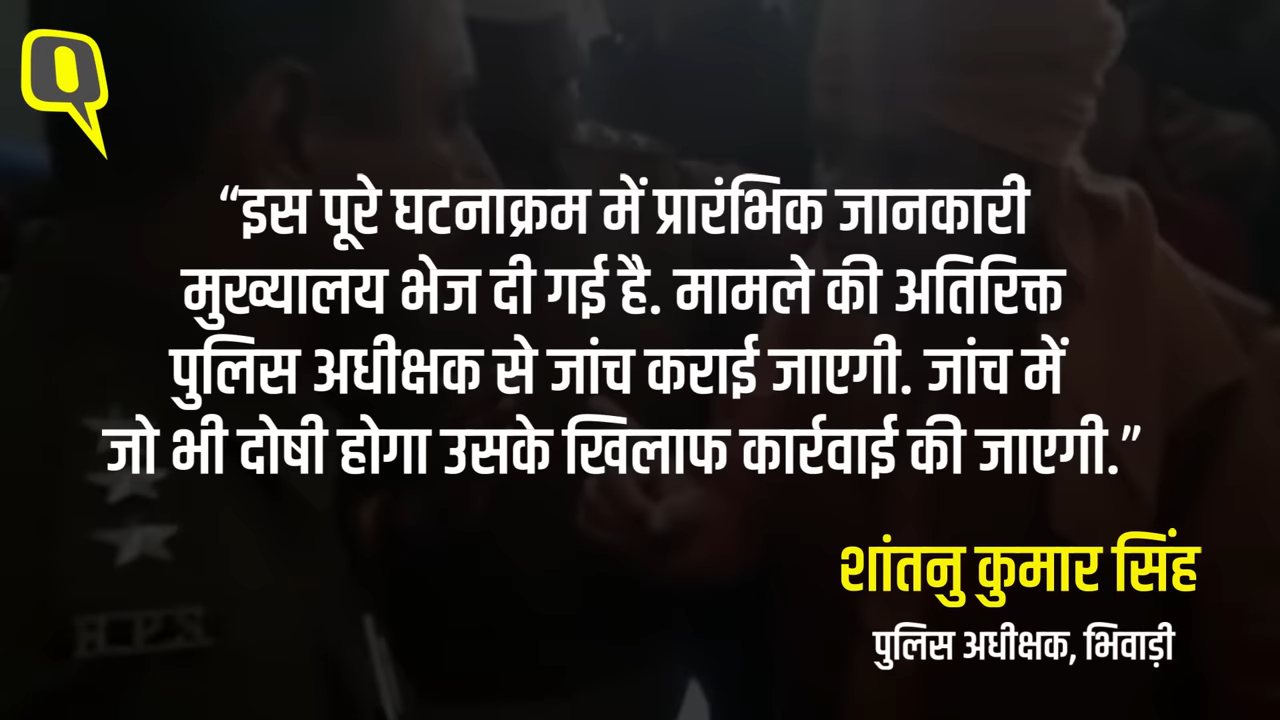 “इस पूरे घटनाक्रम में प्रारंभिक जानकारी
मुख्यालय भेज दी गई है. मामले की अतिरिक्त
पुलिस अधीक्षक से जांच कराई जाएगी. जांच में
जो भी दोषी होगा उसके खिलाफ कार्रवाई की जाएगी.”
शांतनु कुमार सिंह
पुलिस अधीक्षक, भिवाड़ी
H.P.S